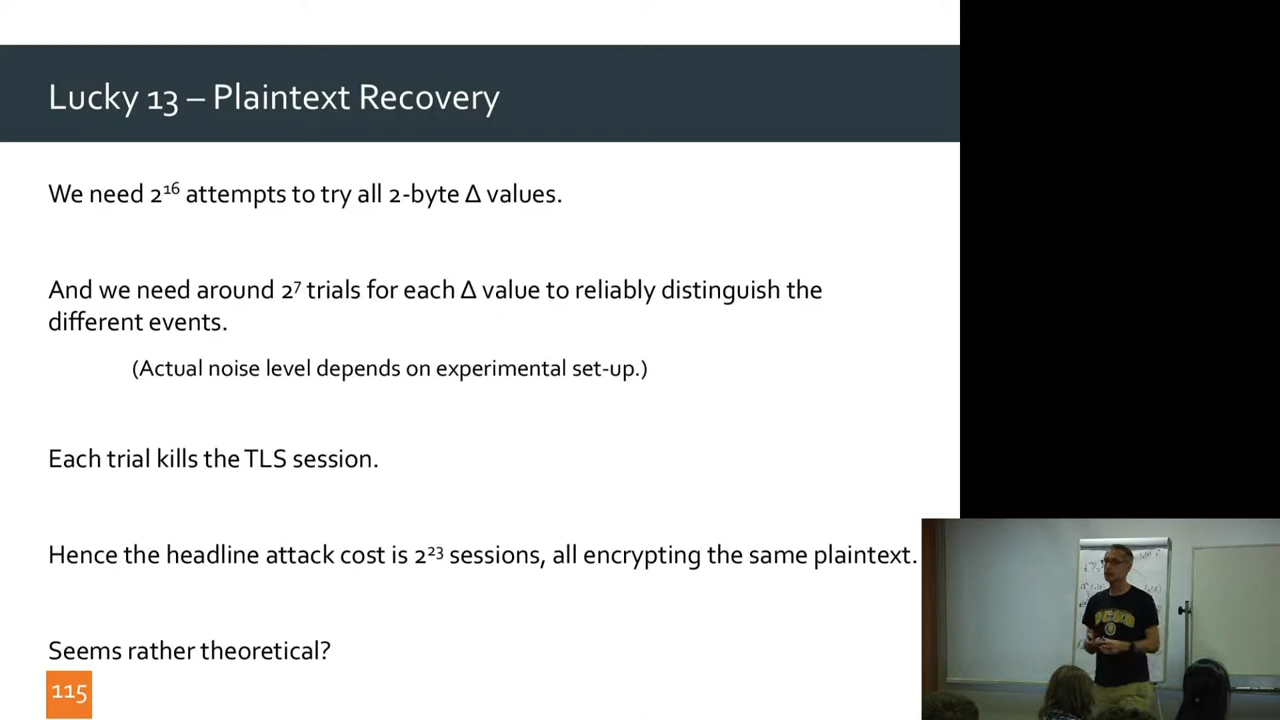 Lucky 13 – Plaintext Recovery
We need 2¹⁶ attempts to try all 2-byte Δ values.
And we need around 2⁷ trials for each Δ value to reliably distinguish the
different events.
(Actual noise level depends on experimental set-up.)
Each trial kills the TLS session.
Hence the headline attack cost is 2²³ sessions, all encrypting the same plaintext.
Seems rather theoretical?
115